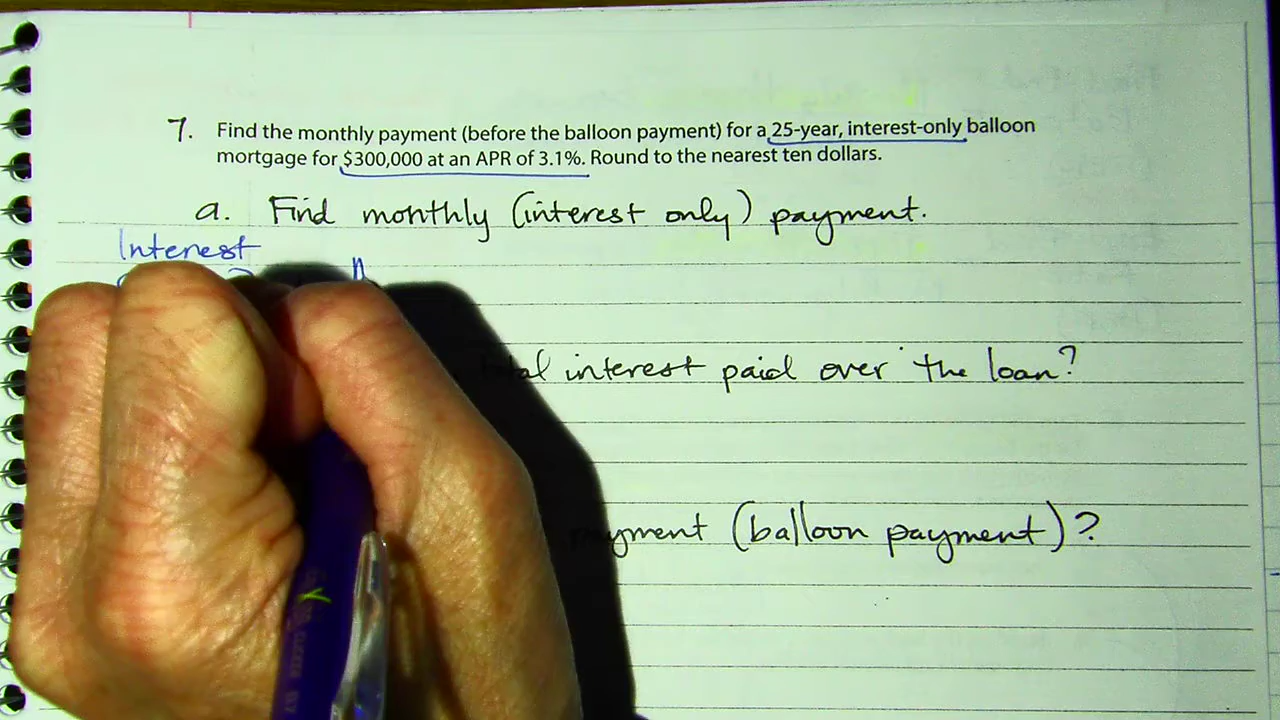 7. Find the monthly payment (before the balloon payment) for a 25-year, interest-only balloon
mortgage for $300,000 at an APR of 3.1%. Round to the nearest ten dollars.
a. Find monthly (interest only) payment.
Interest
total interest paid over the loan?
payment (balloon payment)?